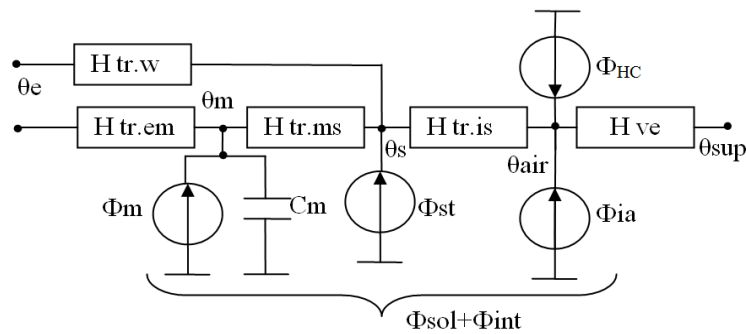 H tr.w
θe
Φ HC
θm
H tr.em
H tr.ms
H tr.is
H ve
θs
θair
θsup
Φm
Cm
Φst
Φia
Φsol+Φint